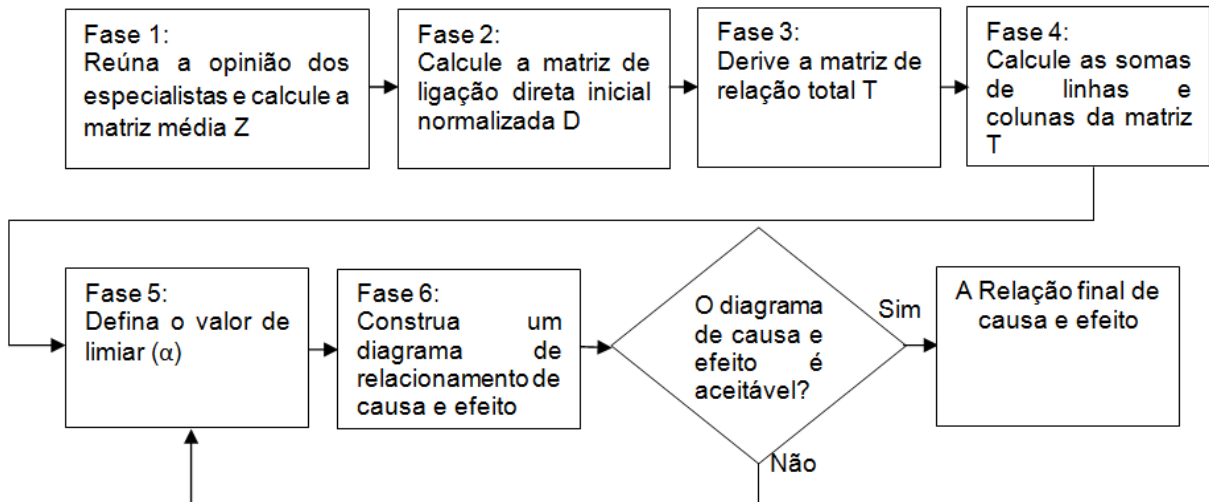 Fase 1:
Reúna a opinião dos
especialistas e calcule a
matriz média Z
Fase 2:
Calcule a matriz de
ligação direta inicial
normalizada D
Fase 3:
Derive a matriz de
relação total T
Fase 4:
Calcule as somas
de linhas e
colunas da matriz
T
Fase 5:
Defina o valor de
limiar (α)
Fase 6:
Construa um
diagrama de
relacionamento de
causa e efeito
O diagrama
de causa e
efeito é
aceitável?
Sim
A Relação final de
causa e efeito
Não